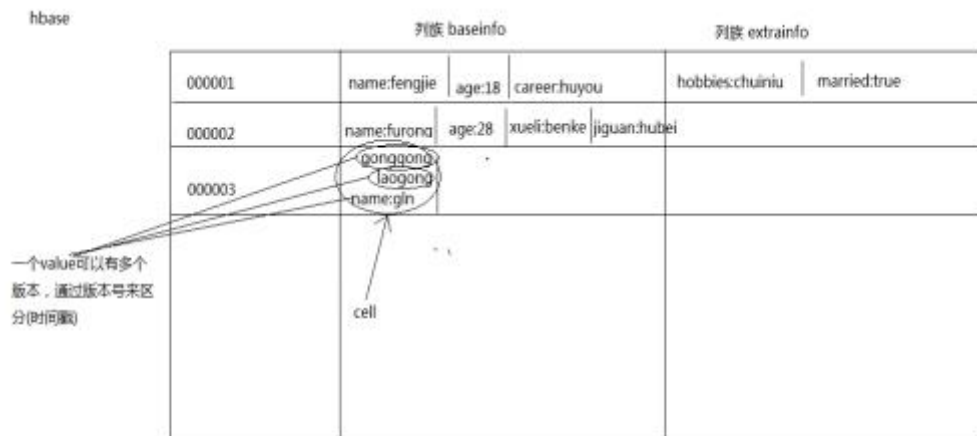 hbase
列族 baseinfo
列族 extrainfo
000001
name:fengjie
age:18
career:huyou
hobbies:chuiniu
married:true
000002
name:furong
age:28
xueli:benke
jiguan:hubei
000003
gonggong
laogong
name:gln
一个value可以有多个
版本，通过版本号来区
分(时间戳)
cell